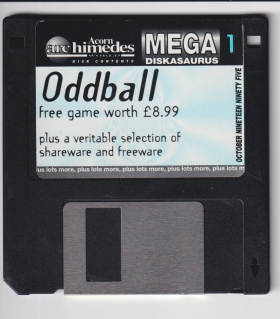 Acorn
archimedes
DISK CONTENTS
MEGA 1
DISKASAURUS
Oddball
free game worth £8.99
plus a veritable selection of
shareware and freeware
OCTOBER NINETEEN NINETY FIVE
us lots more, plus lots more, plus lots more, plus lots more, plus lots more, plus